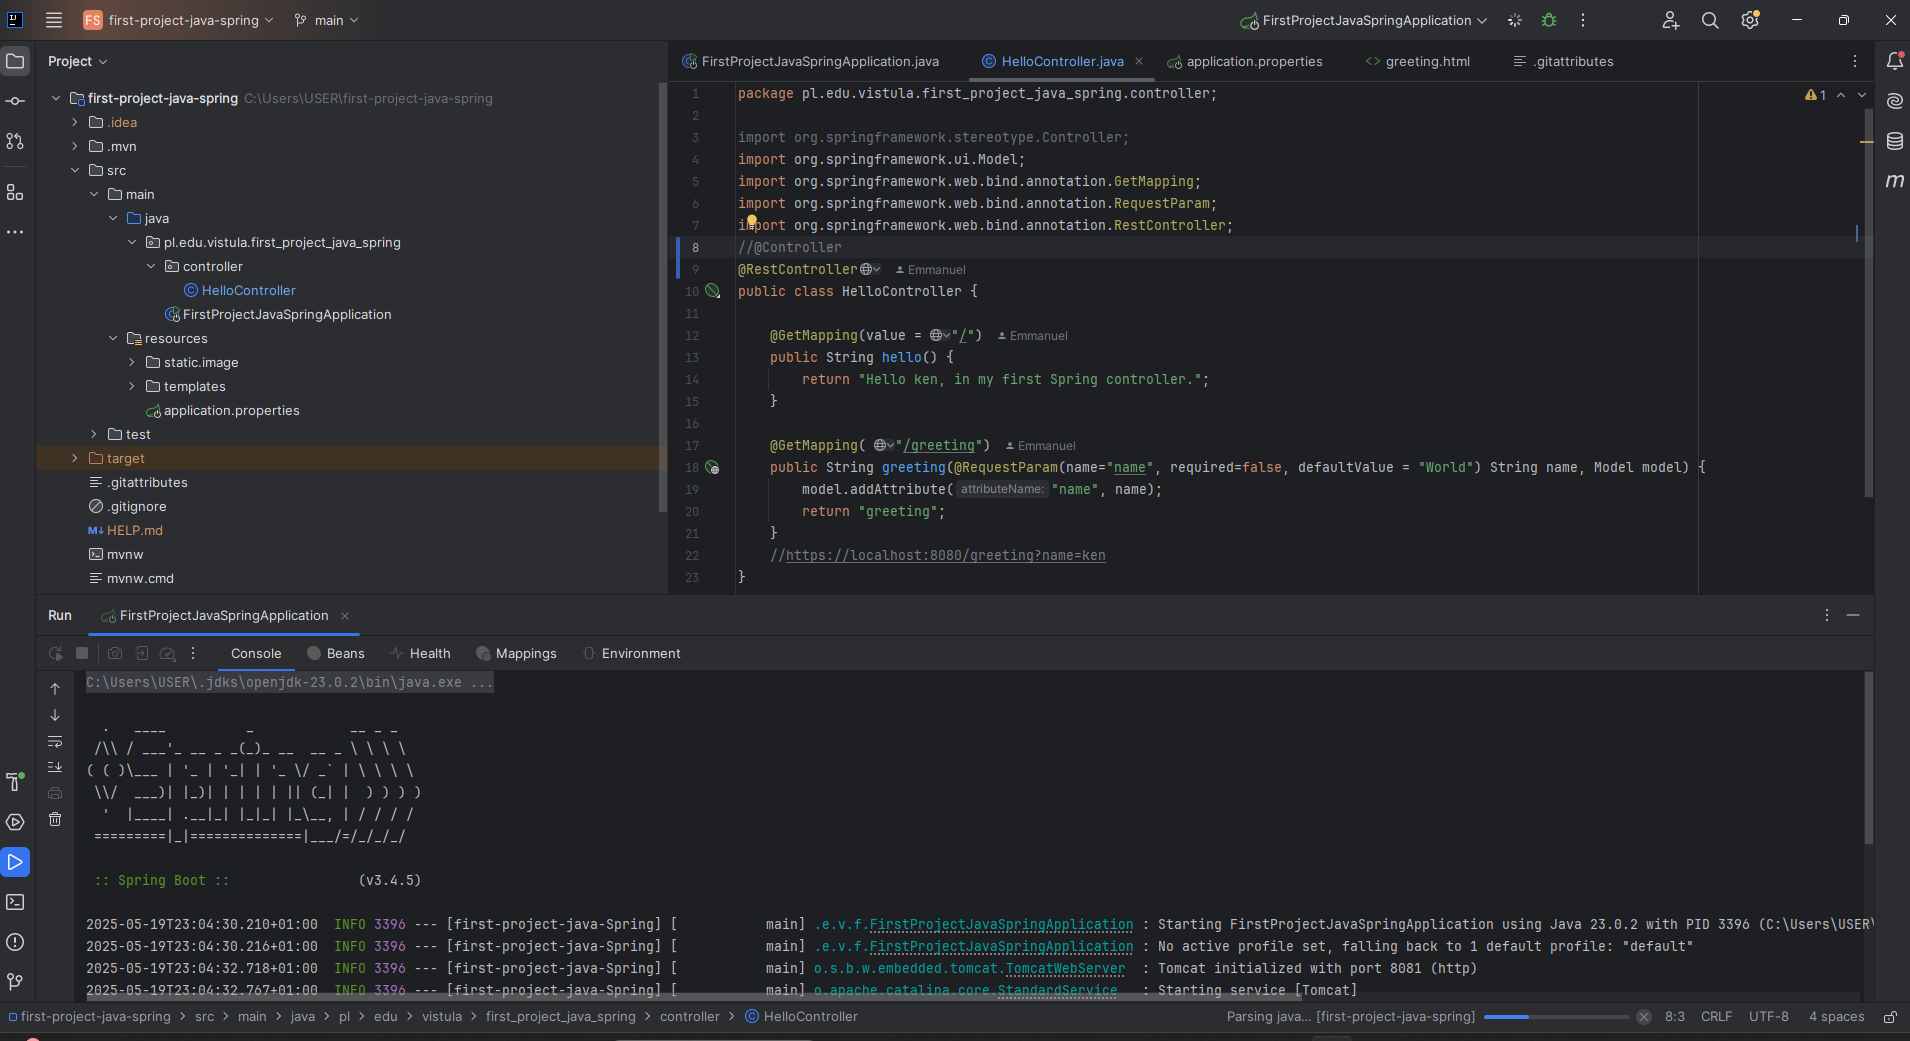 FS first-project-java-spring main FirstProjectJavaSpringApplication
Project
first-project-java-spring C:\Users\USER\first-project-java-spring
.idea
.mvn
src
main
java
pl.edu.vistula.first_project_java_spring
controller
HelloController
FirstProjectJavaSpringApplication
resources
static.image
templates
application.properties
test
target
.gitattributes
.gitignore
M↓ HELP.md
mvnw
mvnw.cmd
FirstProjectJavaSpringApplication.java HelloController.java application.properties greeting.html .gitattributes
1 package pl.edu.vistula.first_project_java_spring.controller;
2
3 import org.springframework.stereotype.Controller;
4 import org.springframework.ui.Model;
5 import org.springframework.web.bind.annotation.GetMapping;
6 import org.springframework.web.bind.annotation.RequestParam;
7 import org.springframework.web.bind.annotation.RestController;
8 //@Controller
9 @RestController Emmanuel
10 public class HelloController {
11
12 @GetMapping(value = "/") Emmanuel
13 public String hello() {
14 return "Hello ken, in my first Spring controller.";
15 }
16
17 @GetMapping( "/greeting") Emmanuel
18 public String greeting(@RequestParam(name="name", required=false, defaultValue = "World") String name, Model model) {
19 model.addAttribute( attributeName: "name", name);
20 return "greeting";
21 }
22 //https://localhost:8080/greeting?name=ken
23 }
1
m
Run FirstProjectJavaSpringApplication
Console Beans Health Mappings Environment
C:\Users\USER\.jdks\openjdk-23.0.2\bin\java.exe ...
  .   ____          _            __ _ _
 /\\ / ___'_ __ _ _(_)_ __  __ _ \ \ \ \
( ( )\___ | '_ | '_| | '_ \/ _` | \ \ \ \
 \\/  ___)| |_)| | | | | || (_| |  ) ) ) )
  '  |____| .__|_| |_|_| |_\__, | / / / /
 =========|_|==============|___/=/_/_/_/
:: Spring Boot :: (v3.4.5)
2025-05-19T23:04:30.210+01:00 INFO 3396 --- [first-project-java-Spring] [ main] .e.v.f.FirstProjectJavaSpringApplication : Starting FirstProjectJavaSpringApplication using Java 23.0.2 with PID 3396 (C:\Users\USER\
2025-05-19T23:04:30.216+01:00 INFO 3396 --- [first-project-java-Spring] [ main] .e.v.f.FirstProjectJavaSpringApplication : No active profile set, falling back to 1 default profile: "default"
2025-05-19T23:04:32.718+01:00 INFO 3396 --- [first-project-java-Spring] [ main] o.s.b.w.embedded.tomcat.TomcatWebServer : Tomcat initialized with port 8081 (http)
2025-05-19T23:04:32.767+01:00 INFO 3396 --- [first-project-java-Spring] [ main] o.apache.catalina.core.StandardService : Starting service [Tomcat]
first-project-java-spring > src > main > java > pl > edu > vistula > first_project_java_spring > controller > HelloController Parsing java... [first-project-java-spring] 8:3 CRLF UTF-8 4 spaces